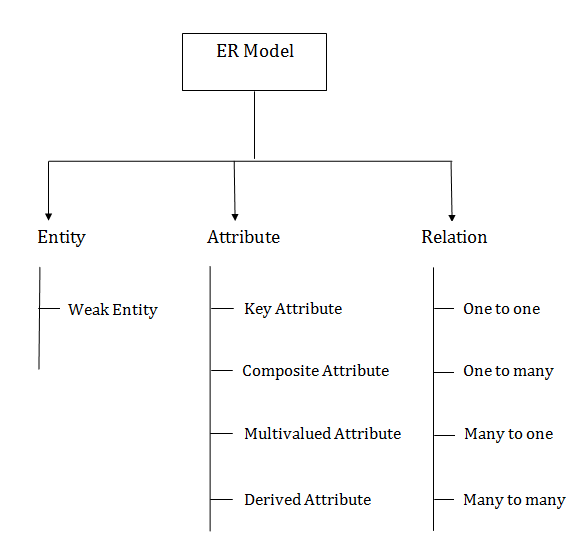 ER Model
Entity
Attribute
Relation
Weak Entity
Key Attribute
Composite Attribute
Multivalued Attribute
Derived Attribute
One to one
One to many
Many to one
Many to many